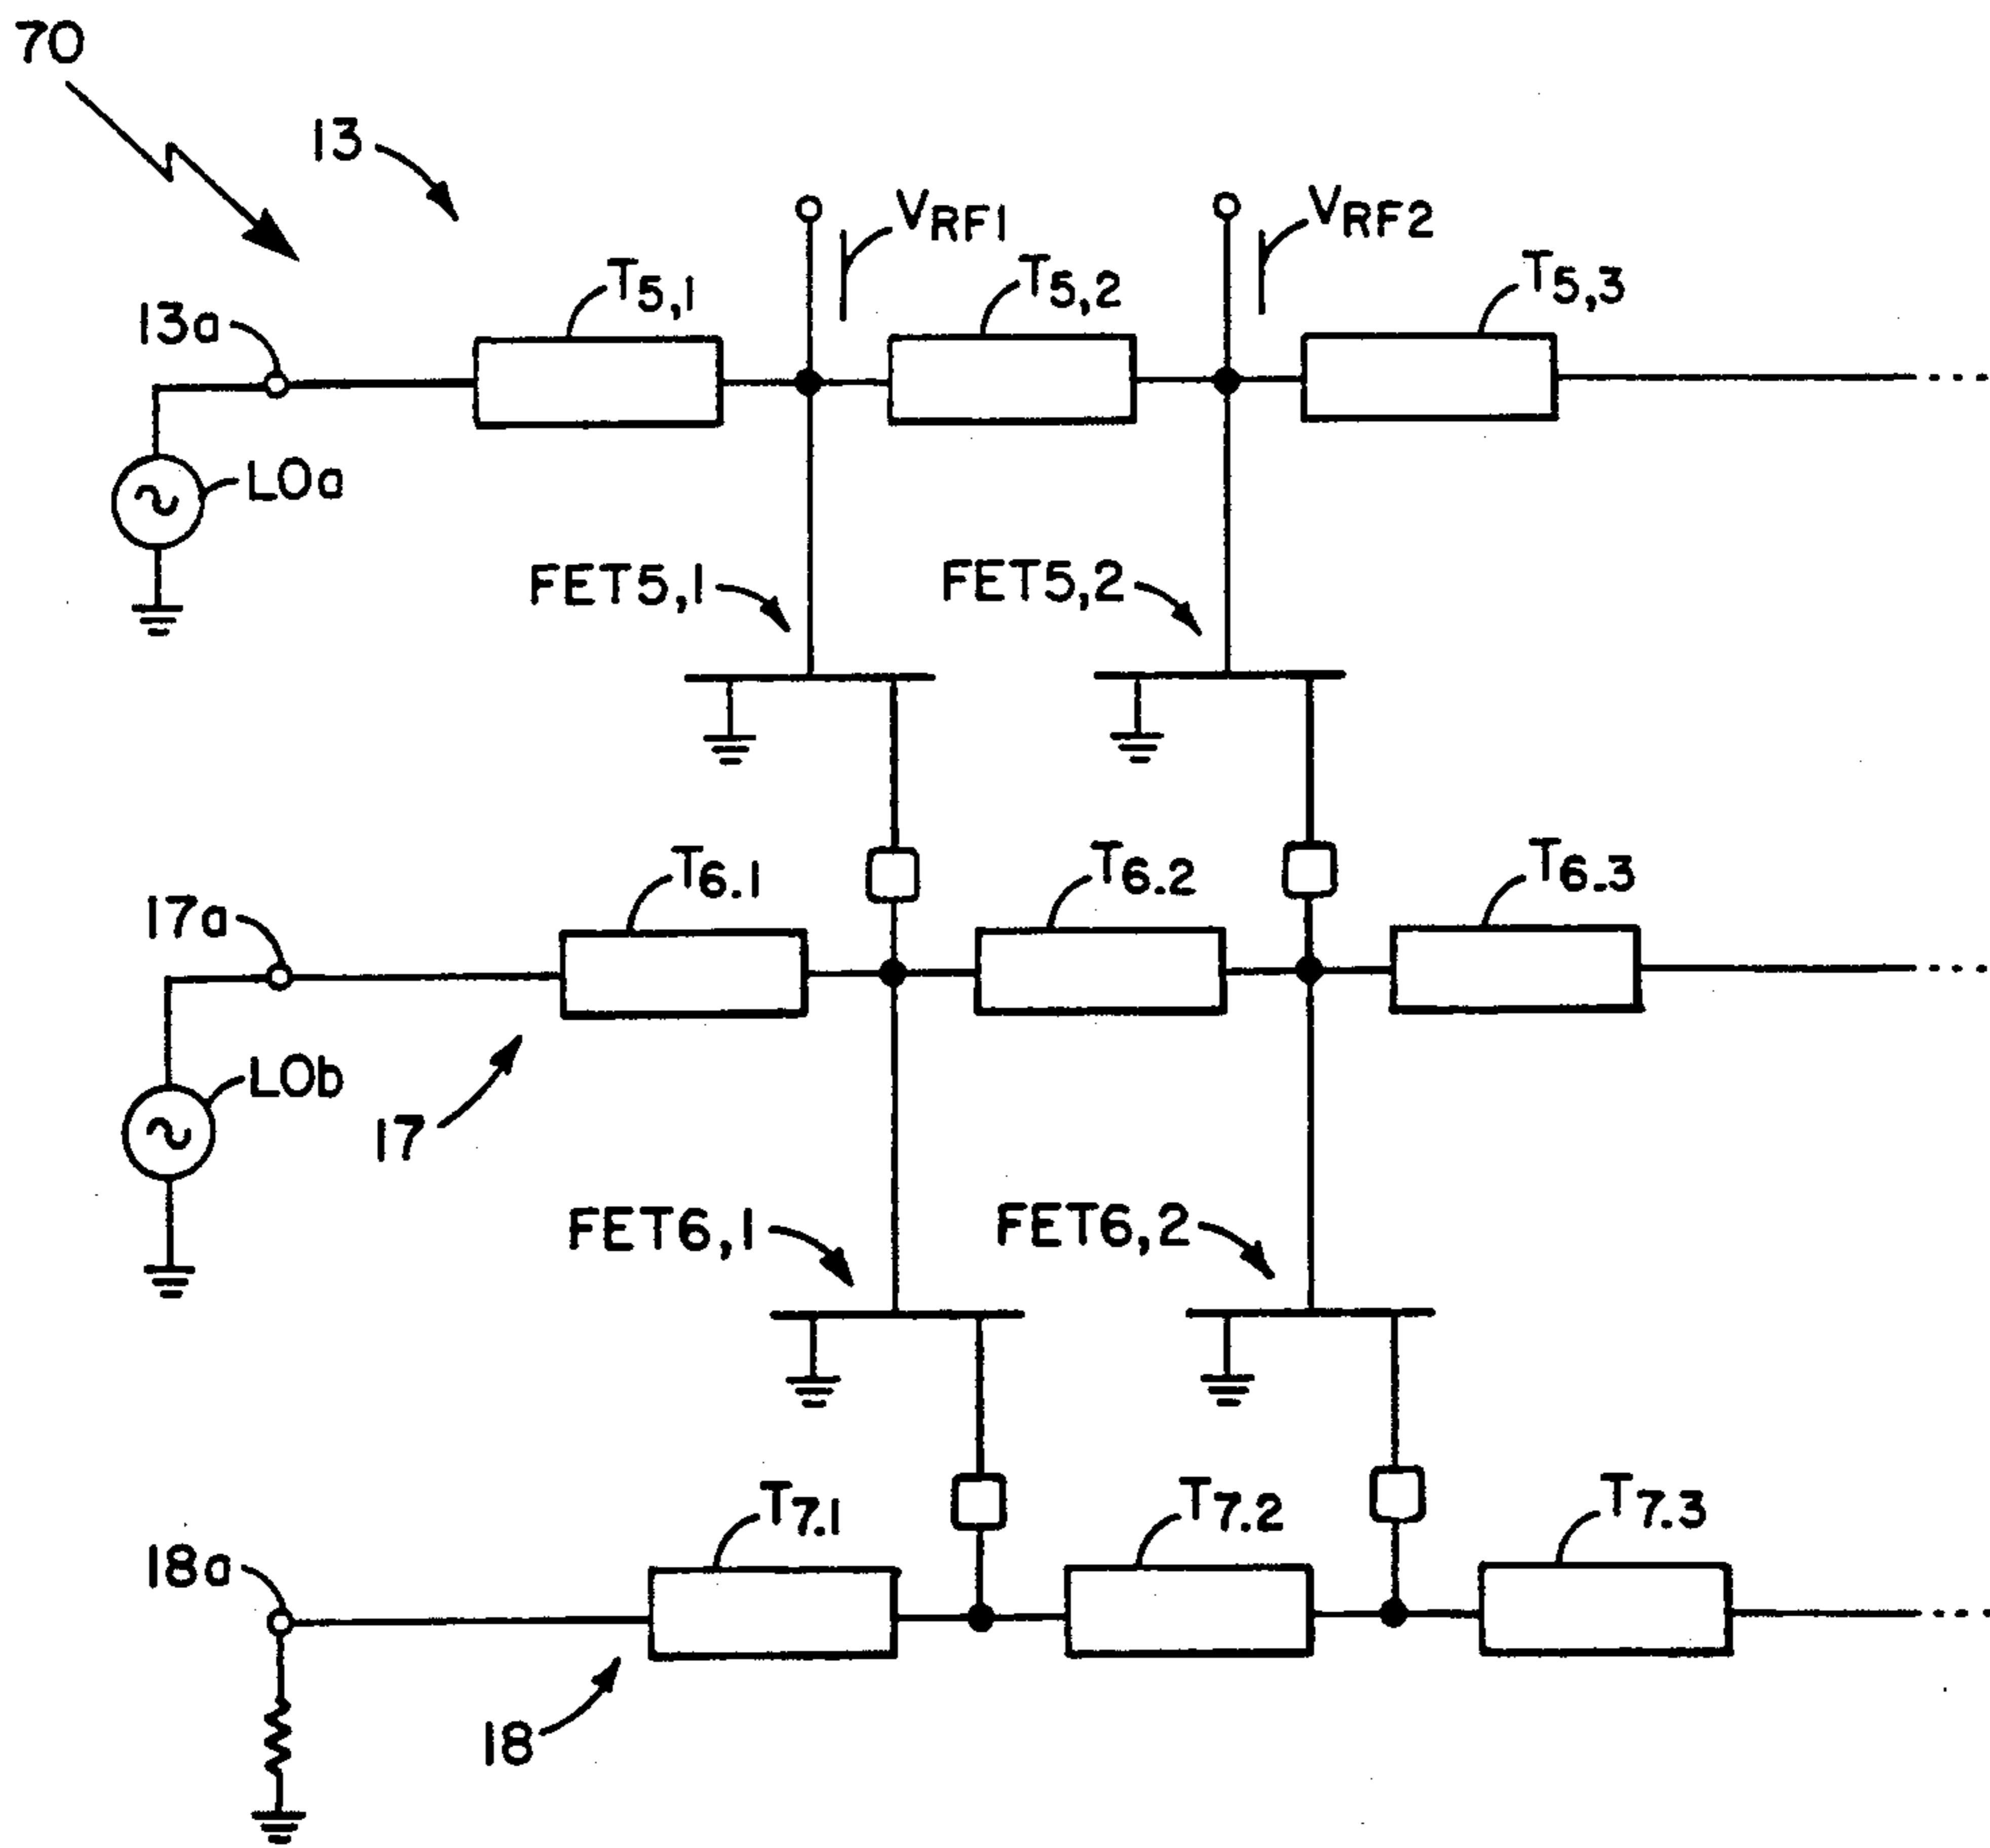 70
13
VRF1
VRF2
T5,1
T5,2
T5,3
13a
LOa
FET5,1
FET5,2
T6.1
T6.2
T6.3
17a
LOb
17
FET6,1
FET6,2
T7.1
T7.2
T7.3
18a
18